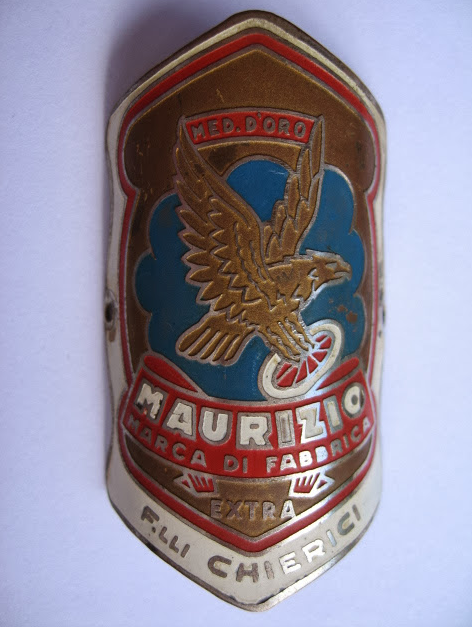 MED. D'ORO
MAURIZIO
MARCA DI FABBRICA
EXTRA
F.LLI CHIERICI